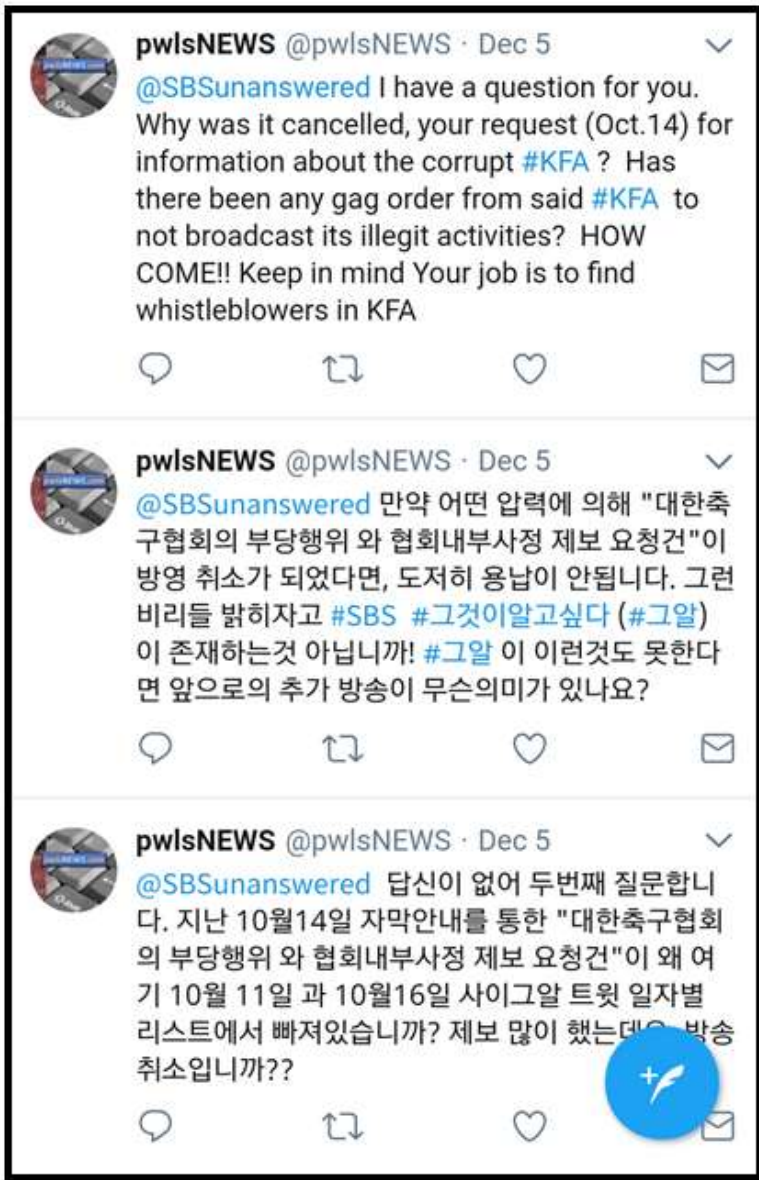 pwlsNEWS @pwlsNEWS · Dec 5
@SBSunanswered I have a question for you.
Why was it cancelled, your request (Oct.14) for
information about the corrupt #KFA ? Has
there been any gag order from said #KFA to
not broadcast its illegit activities? HOW
COME!! Keep in mind Your job is to find
whistleblowers in KFA
pwlsNEWS @pwlsNEWS · Dec 5
@SBSunanswered 만약 어떤 압력에 의해 "대한축
구협회의 부당행위 와 협회내부사정 제보 요청건"이
방영 취소가 되었다면, 도저히 용납이 안됩니다. 그런
비리들 밝히자고 #SBS #그것이알고싶다 (#그알)
이 존재하는것 아닙니까! #그알 이 이런것도 못한다
면 앞으로의 추가 방송이 무슨의미가 있나요?
pwlsNEWS @pwlsNEWS · Dec 5
@SBSunanswered 답신이 없어 두번째 질문합니
다. 지난 10월14일 자막안내를 통한 "대한축구협회
의 부당행위 와 협회내부사정 제보 요청건"이 왜 여
기 10월 11일 과 10월16일 사이그알 트윗 일자별
리스트에서 빠져있습니까? 제보 많이 했는데 방송
취소입니까??